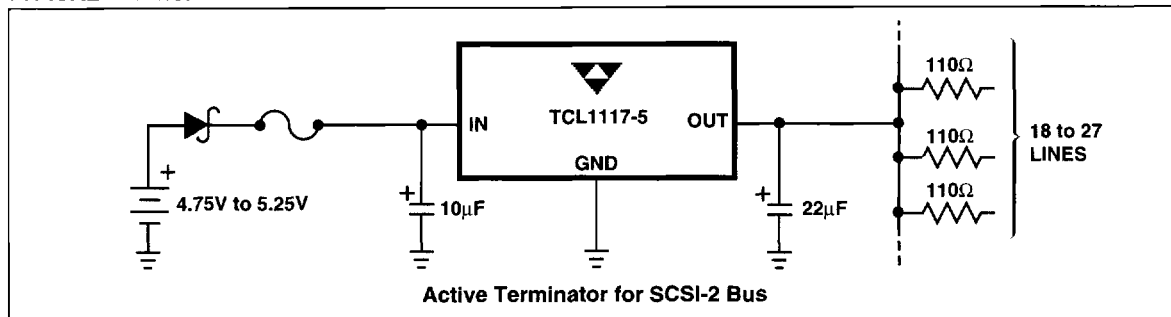 110Ω
TCL1117-5
IN
OUT
GND
+
4.75V to 5.25V
+
10µF
+
22µF
110Ω
110Ω
18 to 27
LINES
Active Terminator for SCSI-2 Bus